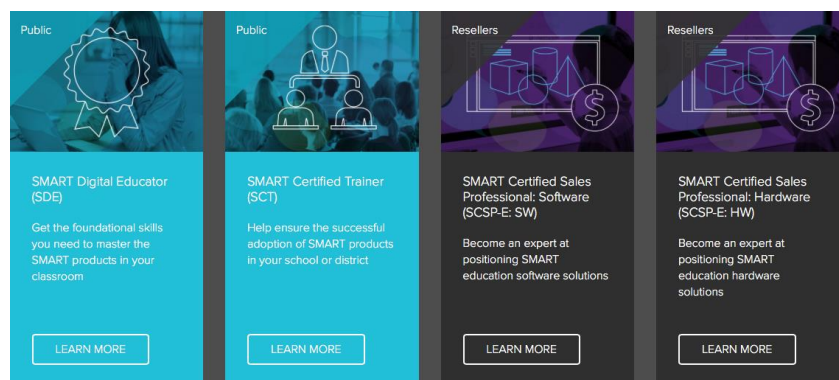 Public
SMART Digital Educator
(SDE)
Get the foundational skills
you need to master the
SMART products in your
classroom
LEARN MORE
Public
SMART Certified Trainer
(SCT)
Help ensure the successful
adoption of SMART products
in your school or district
LEARN MORE
Resellers
$
SMART Certified Sales
Professional: Software
(SCSP-E: SW)
Become an expert at
positioning SMART
education software solutions
LEARN MORE
Resellers
$
SMART Certified Sales
Professional: Hardware
(SCSP-E: HW)
Become an expert at
positioning SMART
education hardware
solutions
LEARN MORE